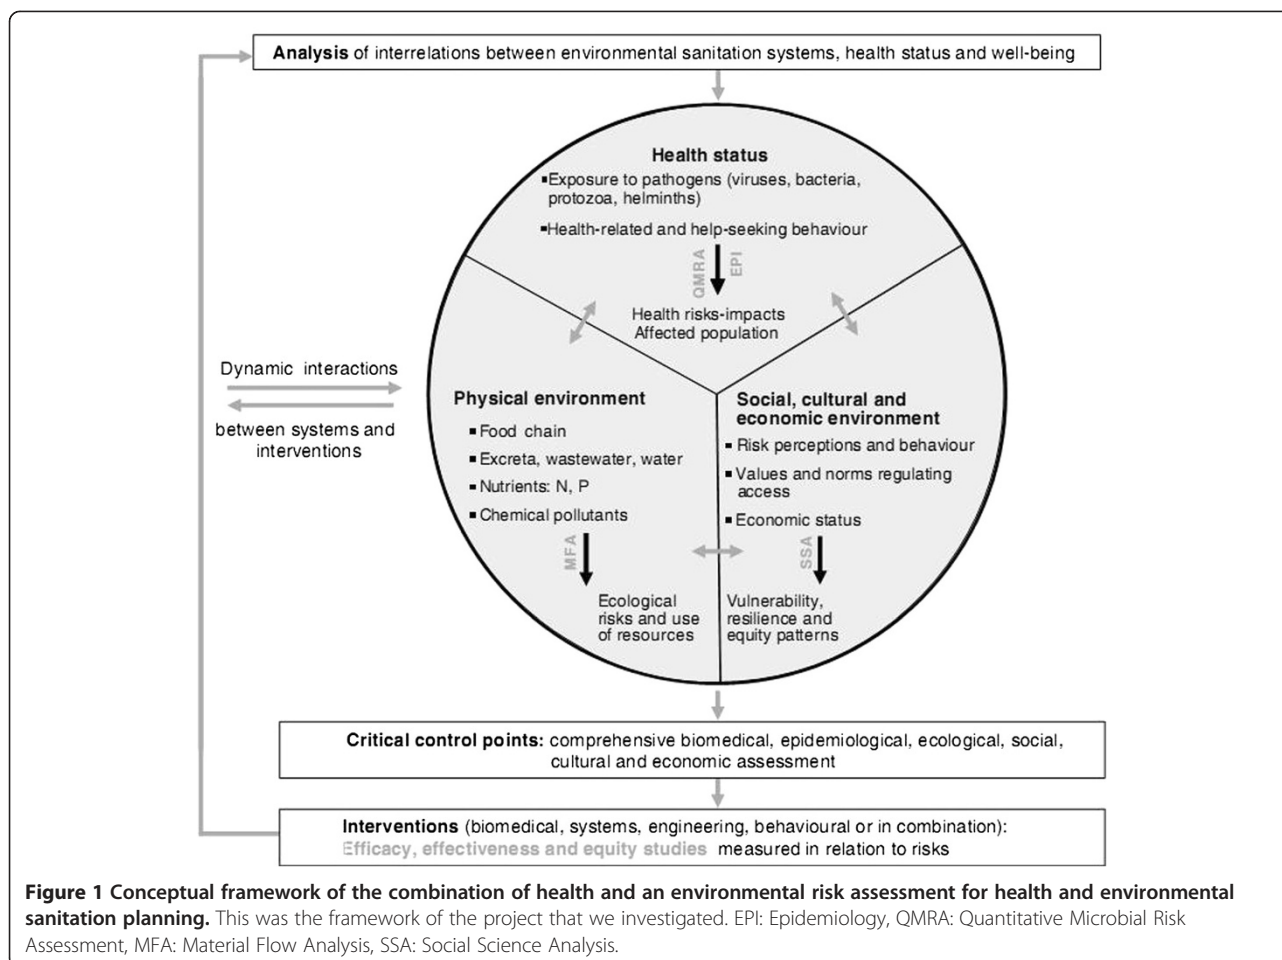 Analysis of interrelations between environmental sanitation systems, health status and well-being
Health status
▪Exposure to pathogens (viruses, bacteria,
protozoa, helminths)
▪Health-related and help-seeking behaviour
QMRA
EPI
Health risks-impacts
Affected population
Dynamic interactions
between systems and
interventions
Physical environment
▪ Food chain
▪ Excreta, wastewater, water
▪ Nutrients: N, P
▪ Chemical pollutants
MFA
Ecological
risks and use
of resources
Social, cultural and
economic environment
▪ Risk perceptions and behaviour
▪ Values and norms regulating
access
▪ Economic status
SSA
Vulnerability,
resilience and
equity patterns
Critical control points: comprehensive biomedical, epidemiological, ecological, social,
cultural and economic assessment
Interventions (biomedical, systems, engineering, behavioural or in combination):
Efficacy, effectiveness and equity studies measured in relation to risks
Figure 1 Conceptual framework of the combination of health and an environmental risk assessment for health and environmental
sanitation planning. This was the framework of the project that we investigated. EPI: Epidemiology, QMRA: Quantitative Microbial Risk
Assessment, MFA: Material Flow Analysis, SSA: Social Science Analysis.